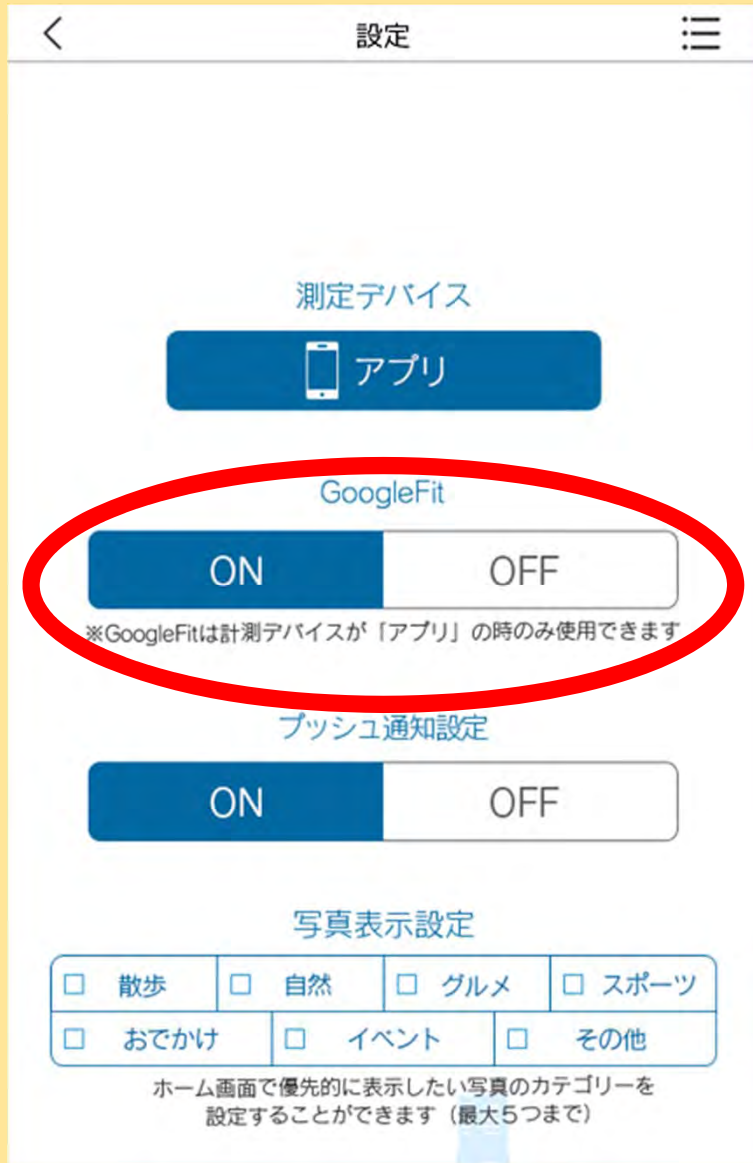 設定
測定デバイス
アプリ
GoogleFit
ON OFF
※GoogleFitは計測デバイスが「アプリ」の時のみ使用できます
プッシュ通知設定
ON OFF
写真表示設定
□ 散歩 □ 自然 □ グルメ □ スポーツ
□ おでかけ □ イベント □ その他
ホーム画面で優先的に表示したい写真のカテゴリーを
設定することができます（最大5つまで）